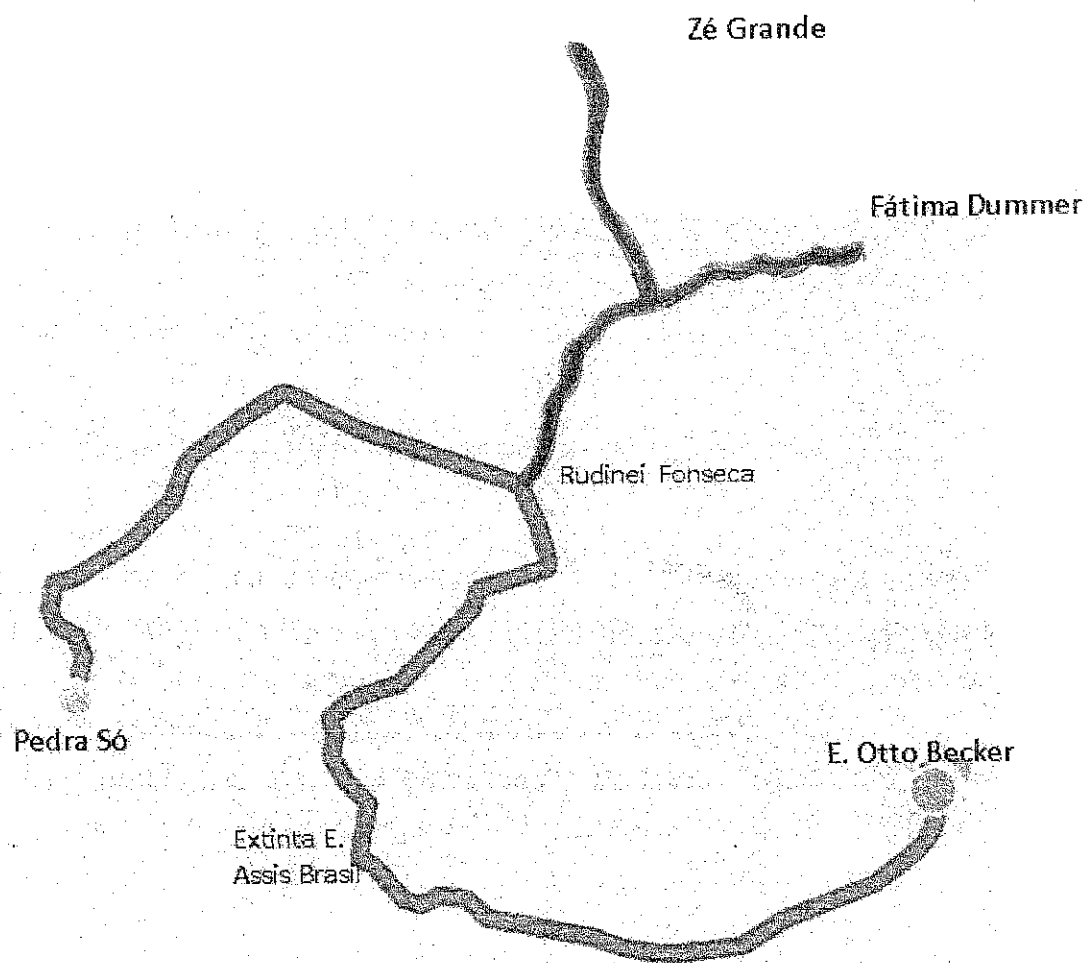 Zé Grande
Fátima Dummer
Rudinei Fonseca
Pedra Só
E. Otto Becker
Extinta E.
Assis Brasil